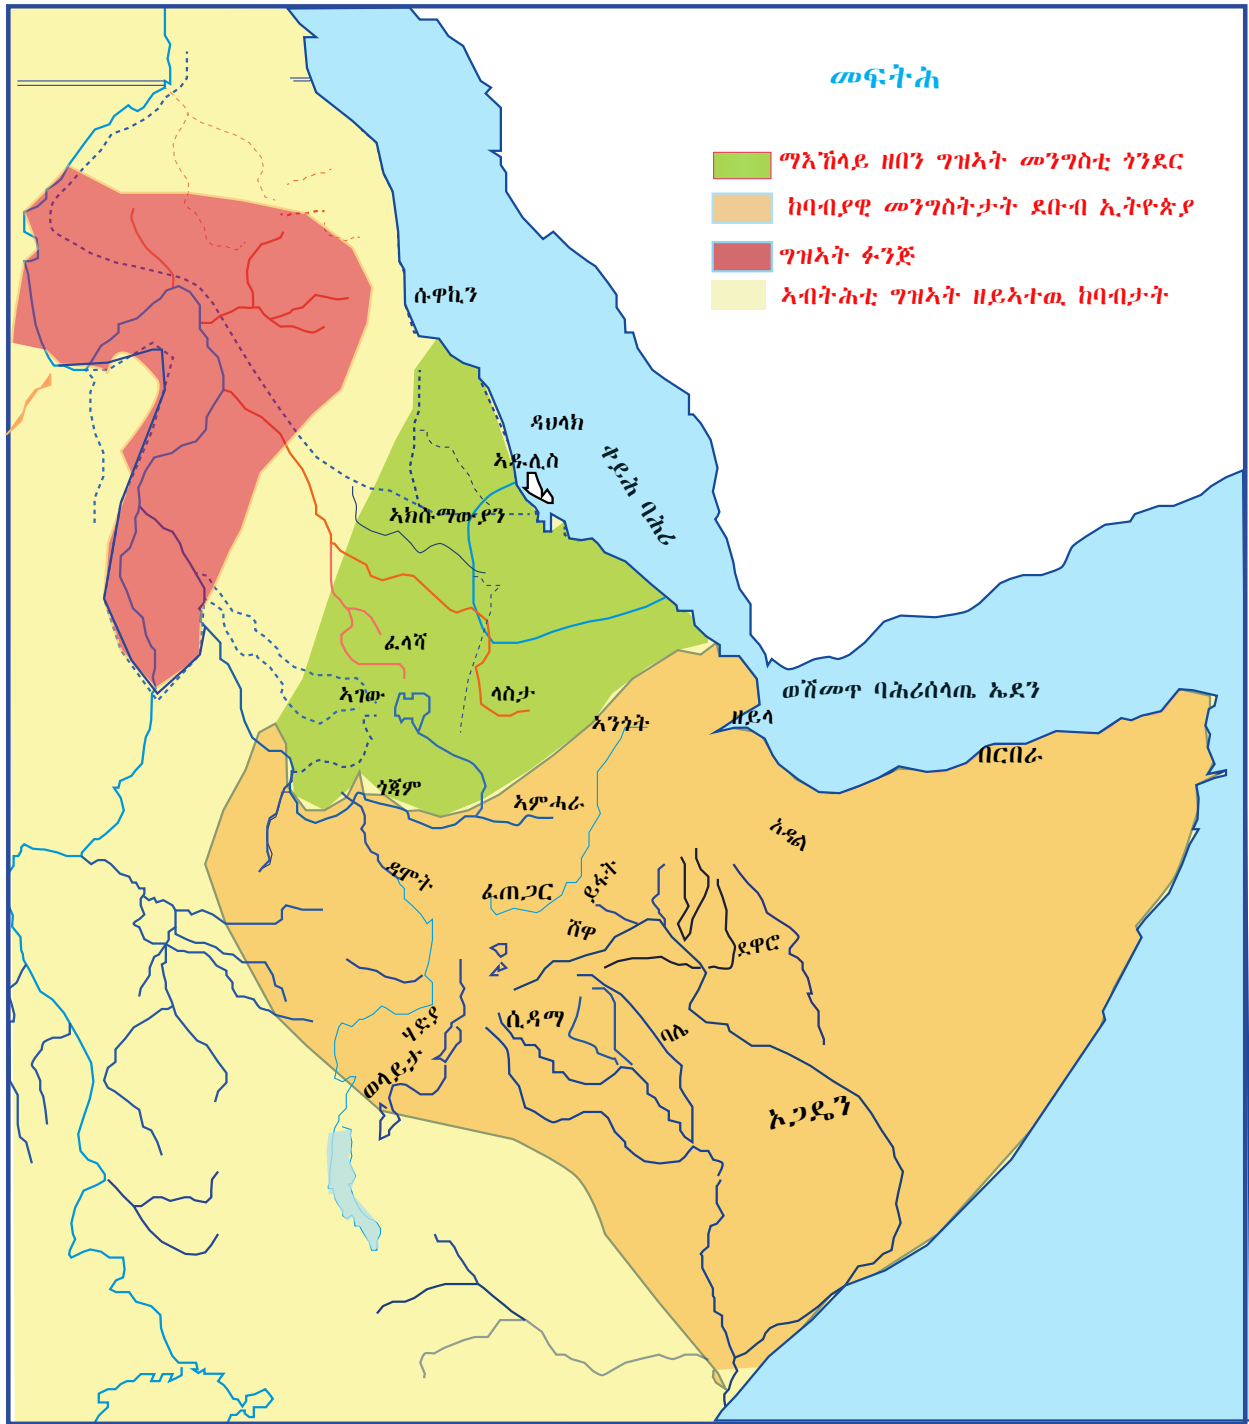 መፍትሕ
ማእኸላይ ዘበን ግዝኣት መንግስቲ ጎንደር
ከባብያዊ መንግስትታት ደቡብ ኢትዮጵያ
ግዝኣት ፉንጅ
ኣብትሕቲ ግዝኣት ዘይኣተዉ ከባብታት
ሱዋኪን
ዳህላክ
ኣዱሊስ
ቀይሕ ባሕሪ
ኣክሱማውያን
ፈላሻ
ኣገው
ላስታ
ወሽመጥ ባሕሪሰላጤ ኤደን
ዘይላ
ኣንጎት
በርበራ
ጎጃም
ኣምሓራ
አዳል
ዳሞት
ይፋት
ፈጠጋር
ሸዋ
ደዋሮ
ሃድያ
ሲዳማ
ባሌ
ወላይታ
ኦጋዴን